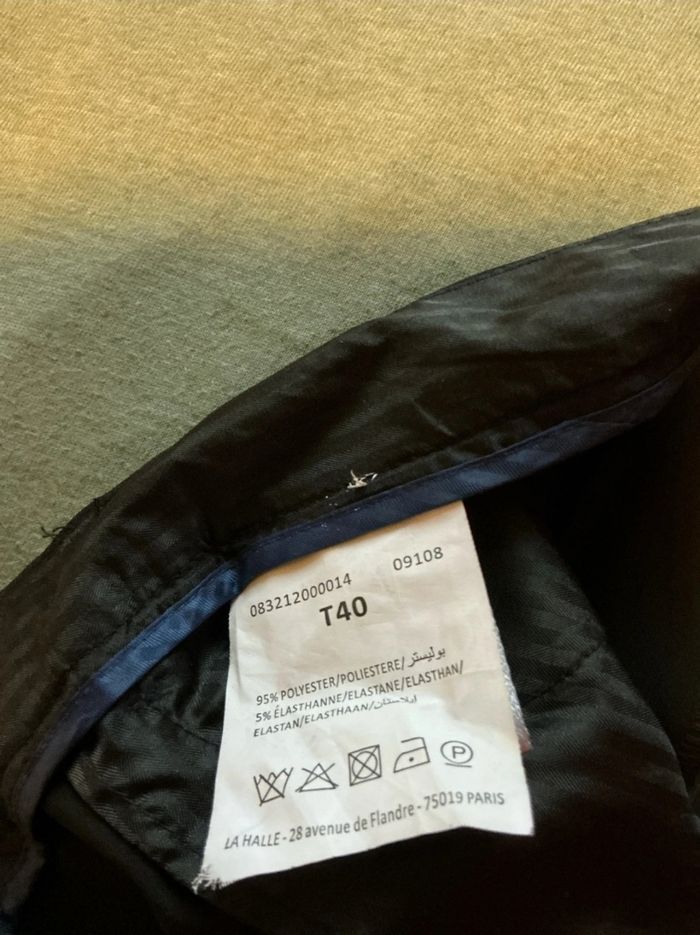 083212000014 09108
T40
95% POLYESTER/POLIESTERE/بوليستر
5% ÉLASTHANNE/ELASTANE/ELASTHAN/
ELASTAN/ELASTHAAN/ايلاستان
P
LA HALLE - 28 avenue de Flandre - 75019 PARIS